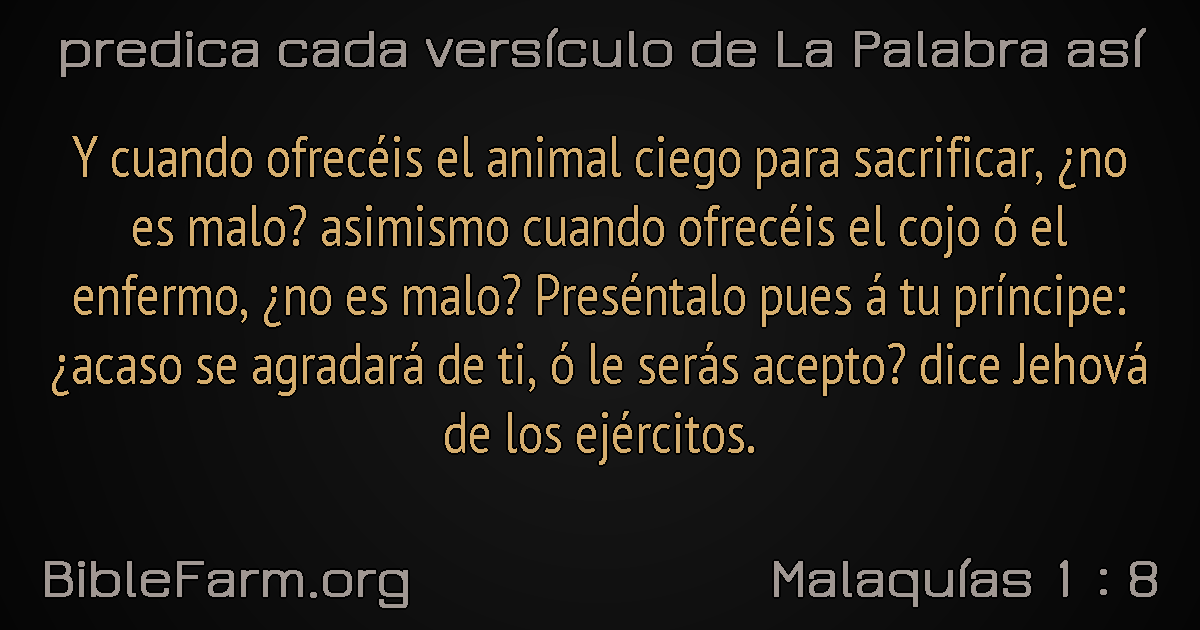 predica cada versículo de La Palabra así
Y cuando ofrecéis el animal ciego para sacrificar, ¿no
es malo? asimismo cuando ofrecéis el cojo ó el
enfermo, ¿no es malo? Preséntalo pues á tu príncipe:
¿acaso se agradará de ti, ó le serás acepto? dice Jehová
de los ejércitos.
BibleFarm.org
Malaquías 1 : 8